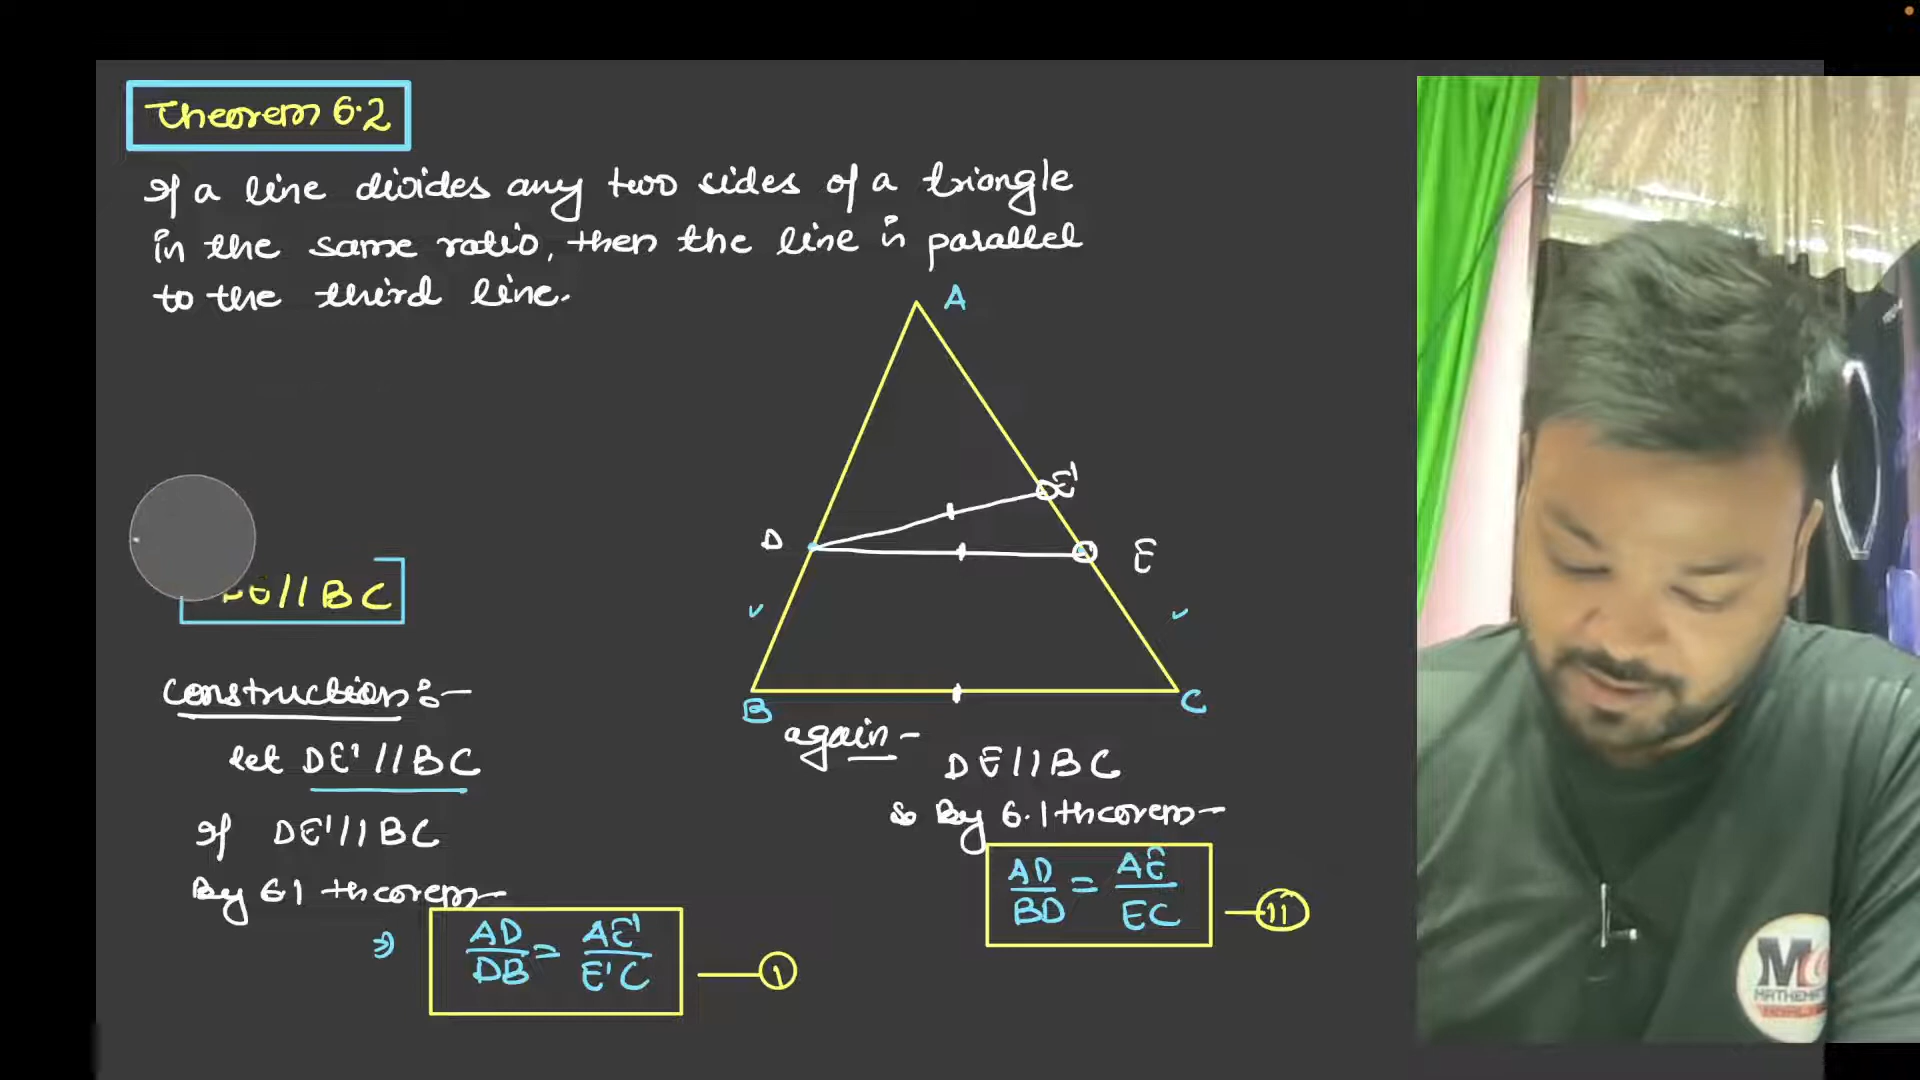 Theorem 6.2
If a line divides any two sides of a triangle
in the same ratio, then the line is parallel
to the third line.
A
E'
D
E
//BC
B
C
construction:-
let DE' // BC
If DE' // BC
By 6.1 theorem-
⇒ AD/DB = AE'/E'C — (i)
again-
DE // BC
so By 6.1 theorem-
AD/BD = AE/EC — (ii)